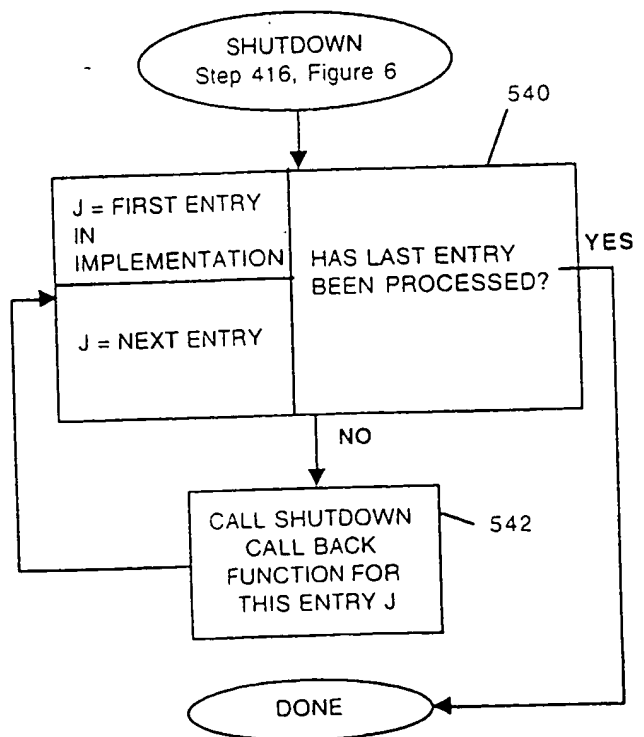 SHUTDOWN
Step 416, Figure 6
540
J = FIRST ENTRY
IN
IMPLEMENTATION
HAS LAST ENTRY
BEEN PROCESSED?
YES
J = NEXT ENTRY
NO
CALL SHUTDOWN
CALL BACK
FUNCTION FOR
THIS ENTRY J
542
DONE